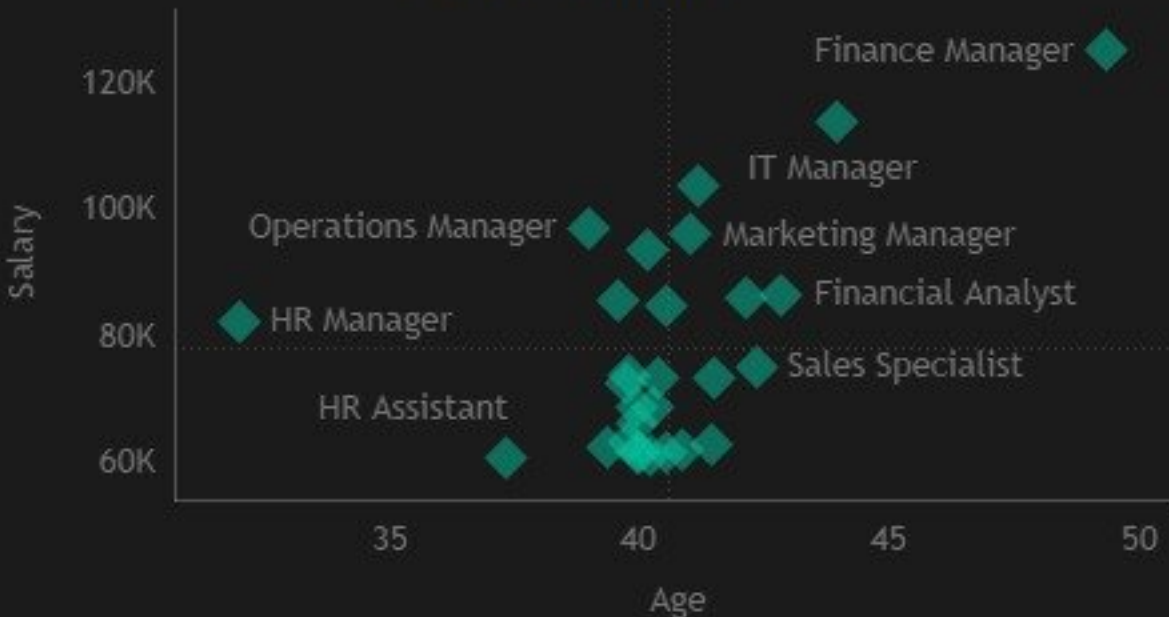 Finance Manager
120K
IT Manager
100K
Operations Manager
Marketing Manager
Salary
Financial Analyst
HR Manager
80K
Sales Specialist
HR Assistant
60K
35
40
45
50
Age